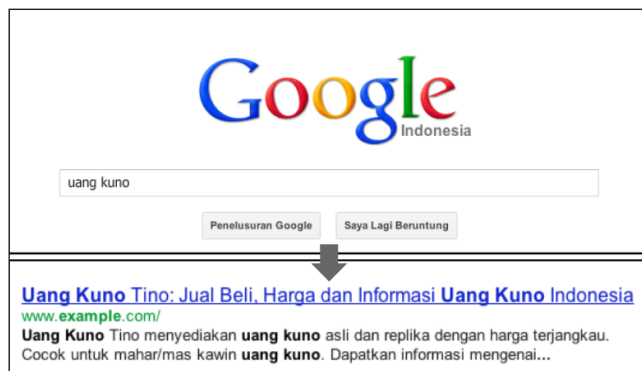 Google
Indonesia
uang kuno
Penelusuran Google Saya Lagi Beruntung
Uang Kuno Tino: Jual Beli, Harga dan Informasi Uang Kuno Indonesia
www.example.com/
Uang Kuno Tino menyediakan uang kuno asli dan replika dengan harga terjangkau.
Cocok untuk mahar/mas kawin uang kuno. Dapatkan informasi mengenai...